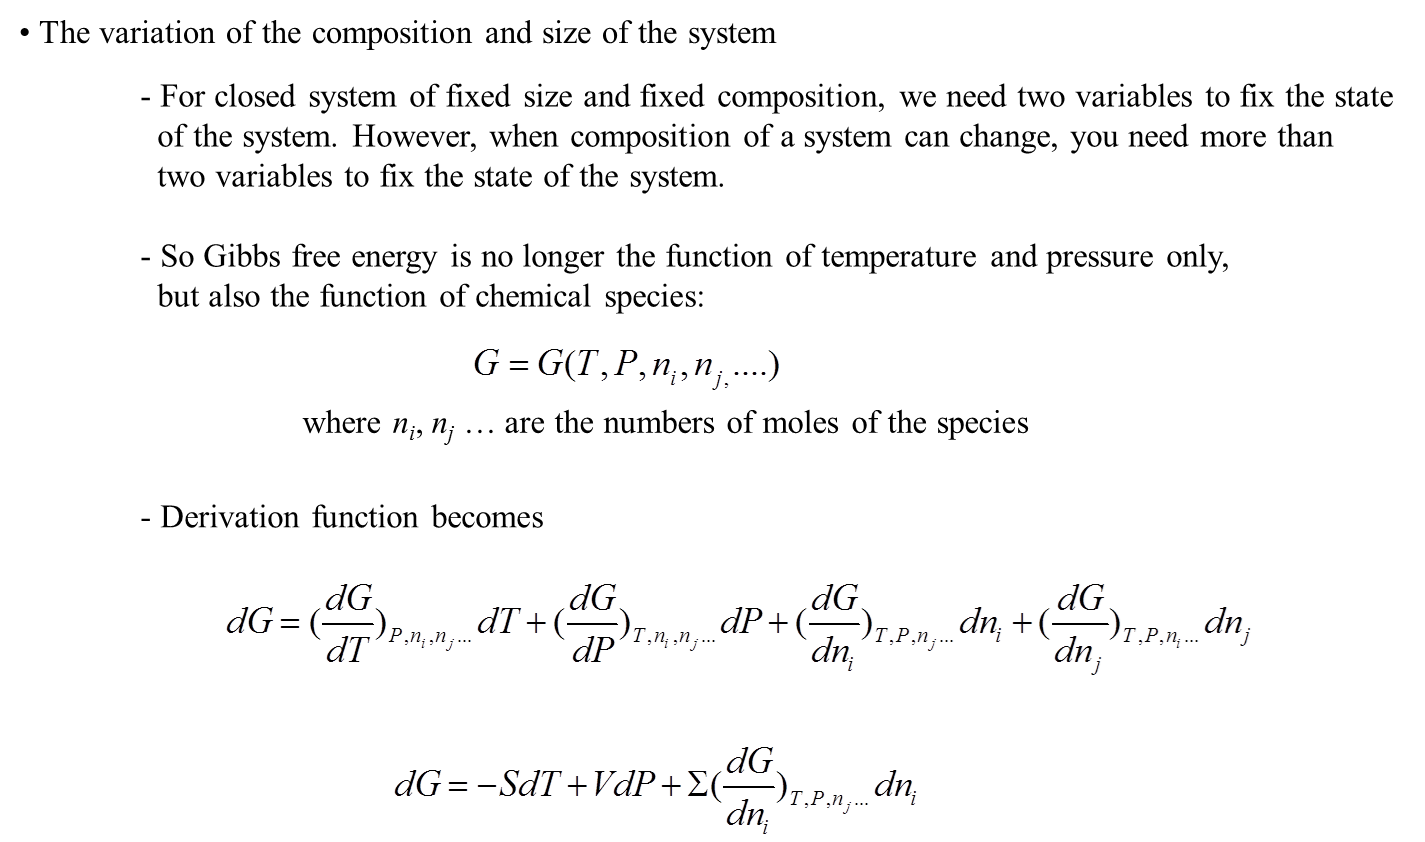 • The variation of the composition and size of the system
- For closed system of fixed size and fixed composition, we need two variables to fix the state
of the system. However, when composition of a system can change, you need more than
two variables to fix the state of the system.
- So Gibbs free energy is no longer the function of temperature and pressure only,
but also the function of chemical species:
G = G(T, P, n_i, n_j, ....)
where n_i, n_j … are the numbers of moles of the species
- Derivation function becomes
dG = (dG/dT)_{P,n_i,n_j...} dT + (dG/dP)_{T,n_i,n_j...} dP + (dG/dn_i)_{T,P,n_j...} dn_i + (dG/dn_j)_{T,P,n_i...} dn_j
dG = −SdT + VdP + Σ(dG/dn_i)_{T,P,n_j...} dn_i